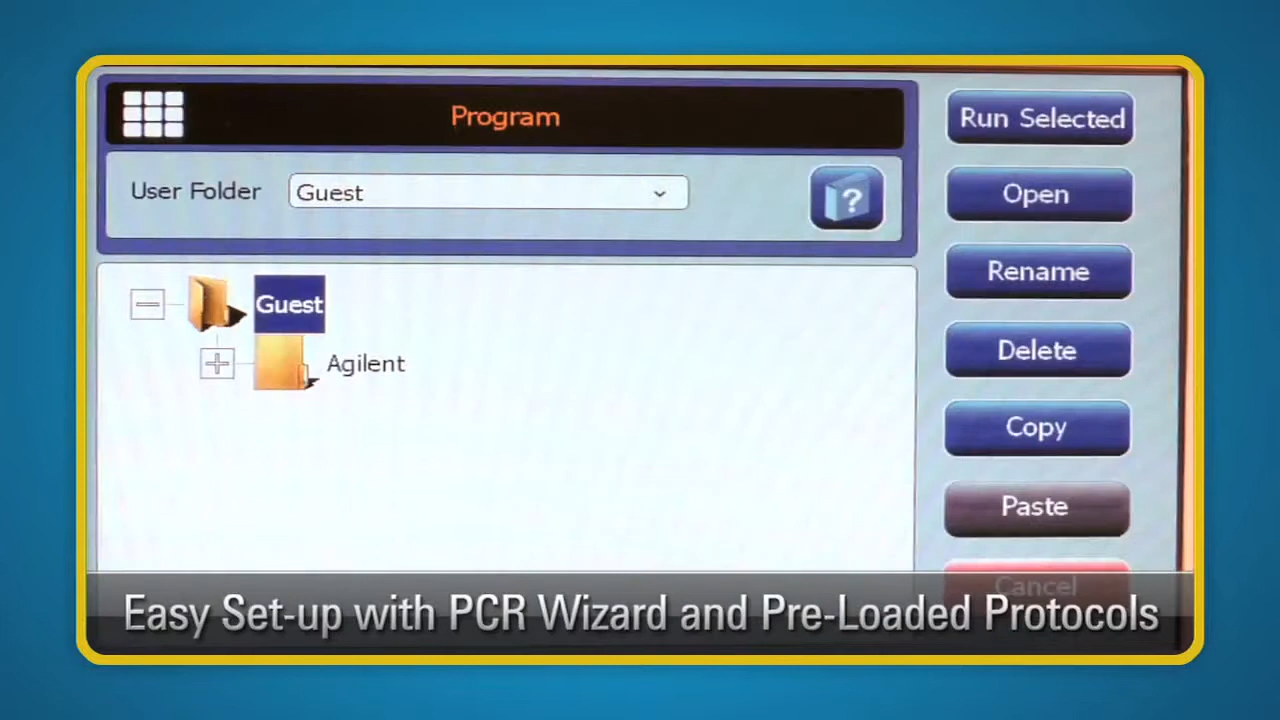 Program
Run Selected
User Folder
Guest
?
Open
Rename
Guest
Delete
Agilent
Copy
Paste
Cancel
Easy Set-up with PCR Wizard and Pre-Loaded Protocols